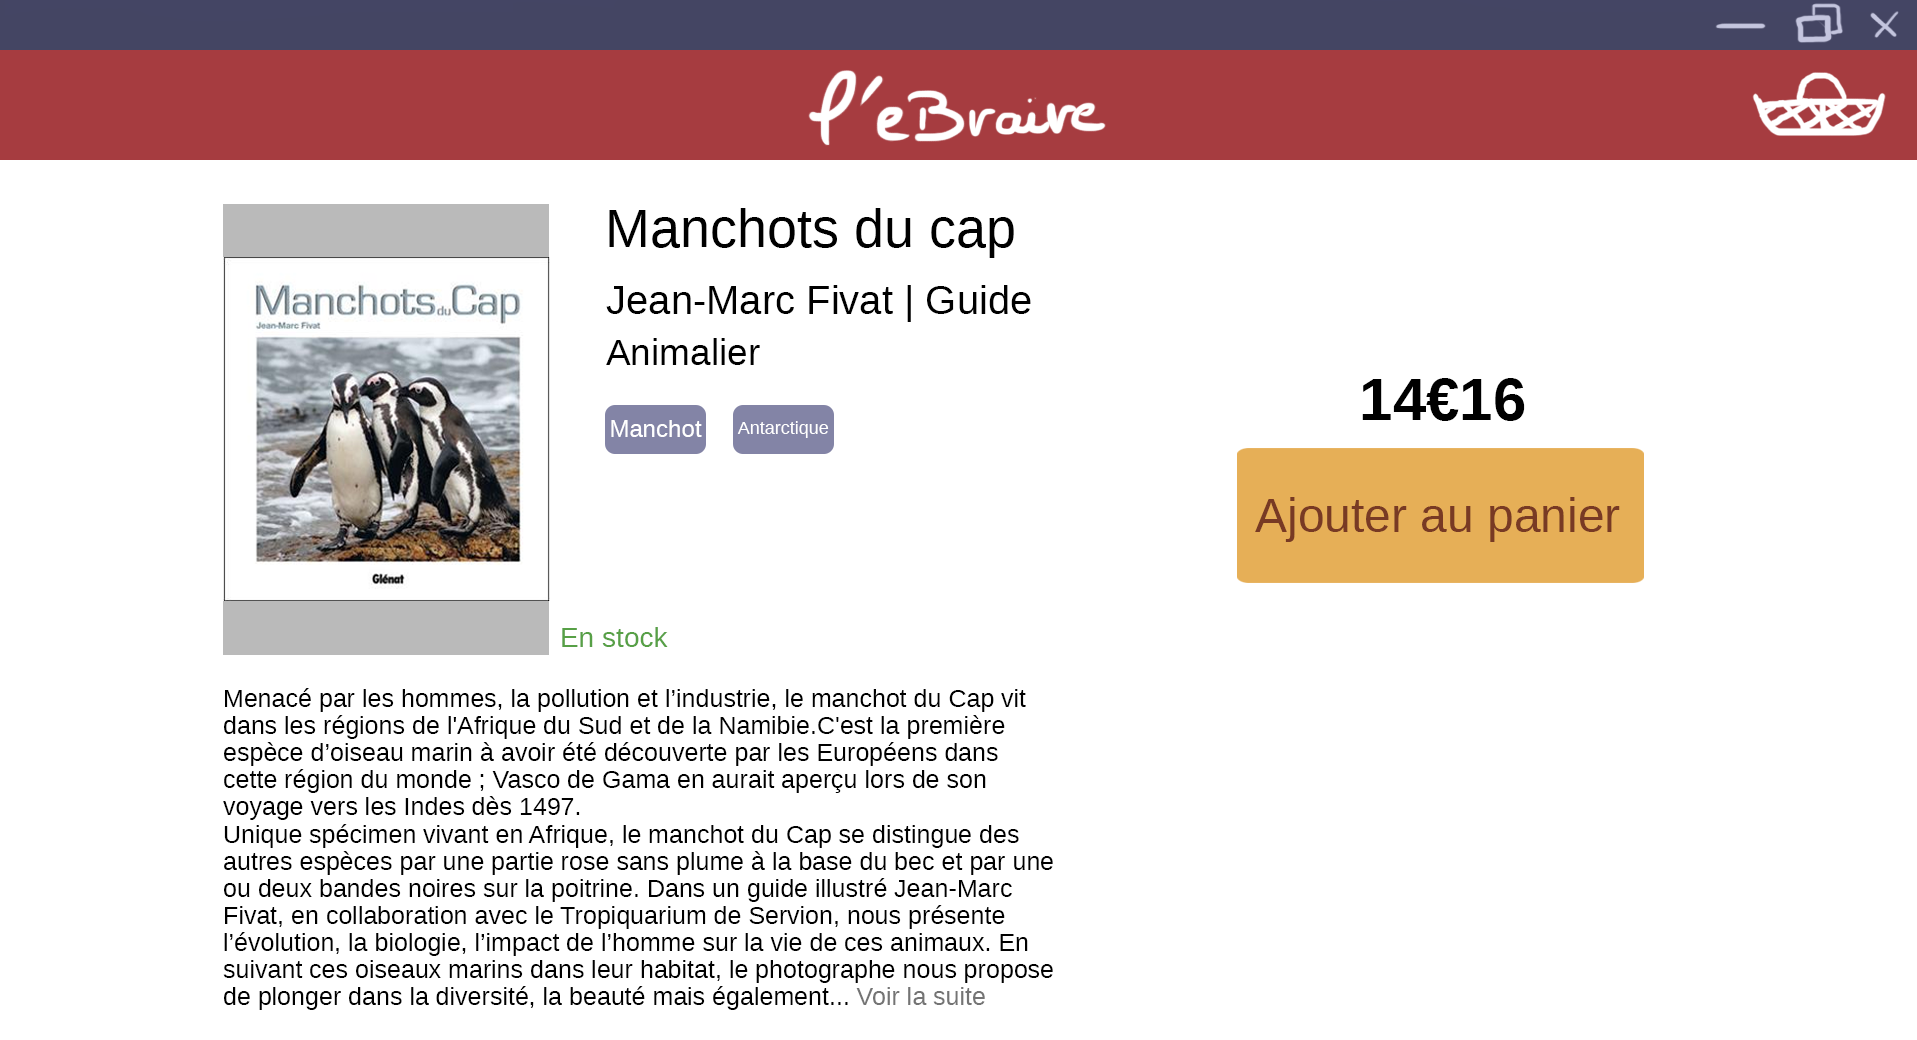 l'eBraire
Manchots du cap
Jean-Marc Fivat | Guide
Animalier
Manchot
Antarctique
Manchots du Cap
Jean-Marc Fivat
Glénat
En stock
14€16
Ajouter au panier
Menacé par les hommes, la pollution et l’industrie, le manchot du Cap vit
dans les régions de l'Afrique du Sud et de la Namibie.C'est la première
espèce d’oiseau marin à avoir été découverte par les Européens dans
cette région du monde ; Vasco de Gama en aurait aperçu lors de son
voyage vers les Indes dès 1497.
Unique spécimen vivant en Afrique, le manchot du Cap se distingue des
autres espèces par une partie rose sans plume à la base du bec et par une
ou deux bandes noires sur la poitrine. Dans un guide illustré Jean-Marc
Fivat, en collaboration avec le Tropiquarium de Servion, nous présente
l’évolution, la biologie, l’impact de l’homme sur la vie de ces animaux. En
suivant ces oiseaux marins dans leur habitat, le photographe nous propose
de plonger dans la diversité, la beauté mais également... Voir la suite